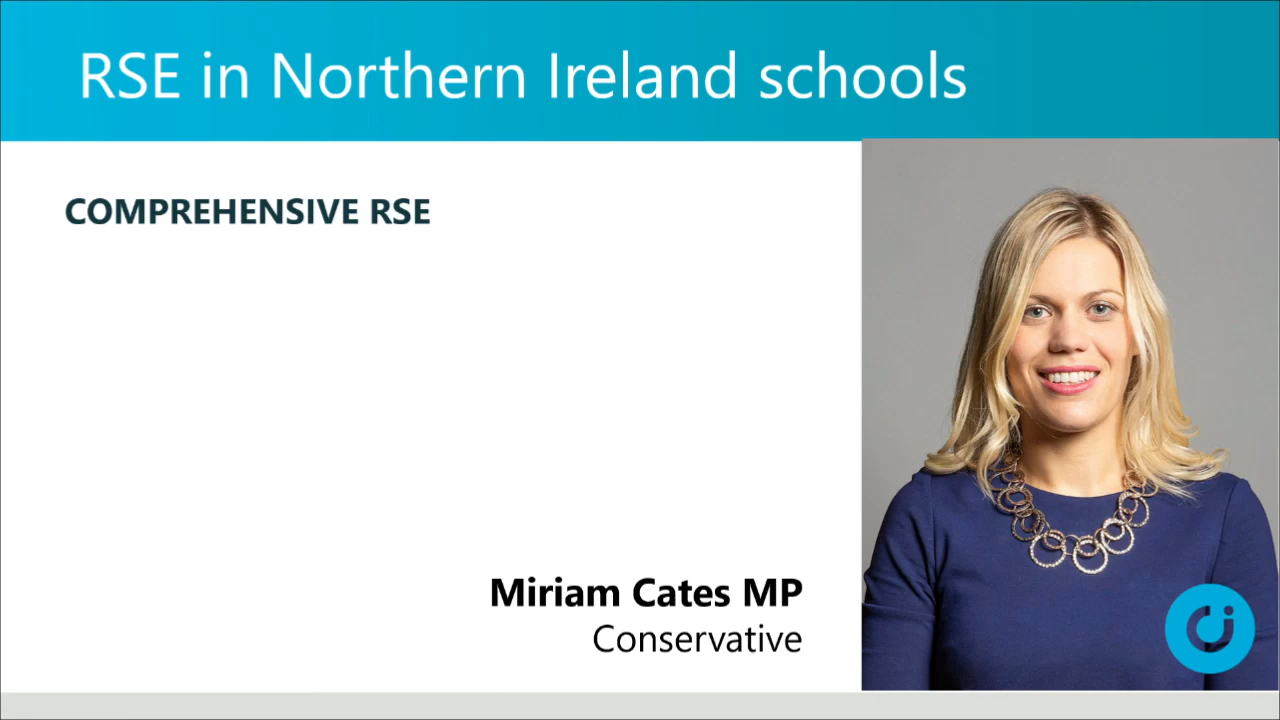 RSE in Northern Ireland schools
COMPREHENSIVE RSE
Miriam Cates MP
Conservative